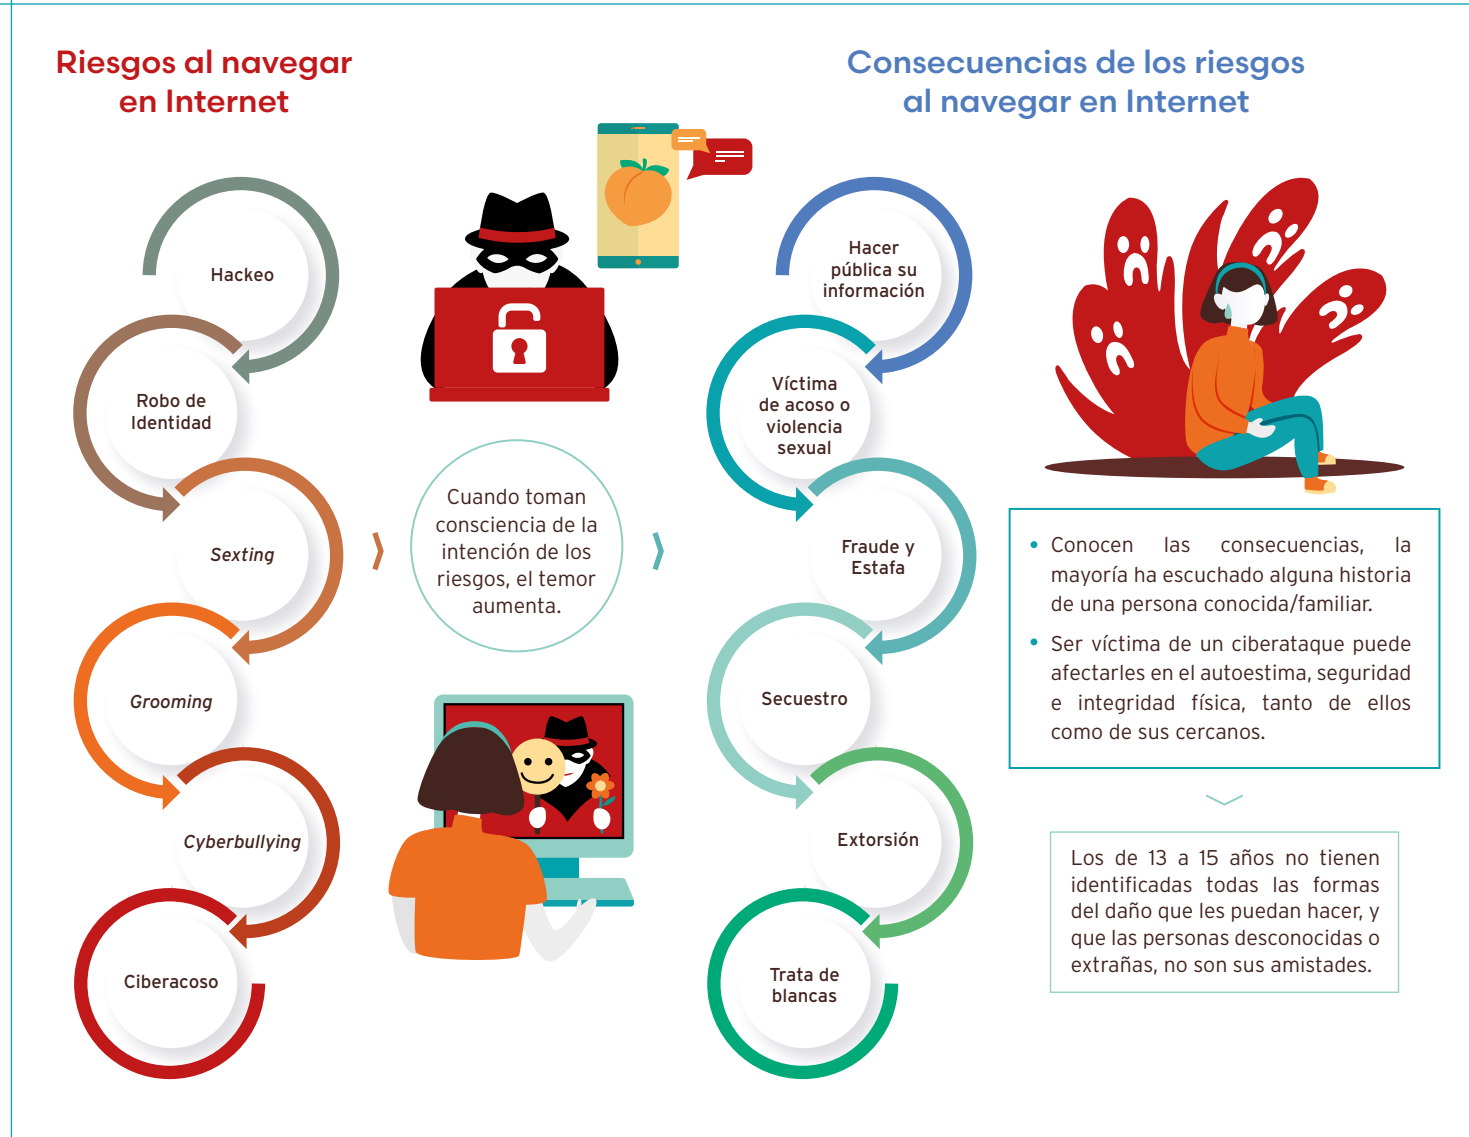 Riesgos al navegar
en Internet
Hackeo
Robo de
Identidad
Sexting
Grooming
Cyberbullying
Ciberacoso
Cuando toman
consciencia de la
intención de los
riesgos, el temor
aumenta.
Consecuencias de los riesgos
al navegar en Internet
Hacer
pública su
información
Víctima
de acoso o
violencia
sexual
Fraude y
Estafa
Secuestro
Extorsión
Trata de
blancas
• Conocen las consecuencias, la
mayoría ha escuchado alguna historia
de una persona conocida/familiar.
• Ser víctima de un ciberataque puede
afectarles en el autoestima, seguridad
e integridad física, tanto de ellos
como de sus cercanos.
Los de 13 a 15 años no tienen
identificadas todas las formas
del daño que les puedan hacer, y
que las personas desconocidas o
extrañas, no son sus amistades.